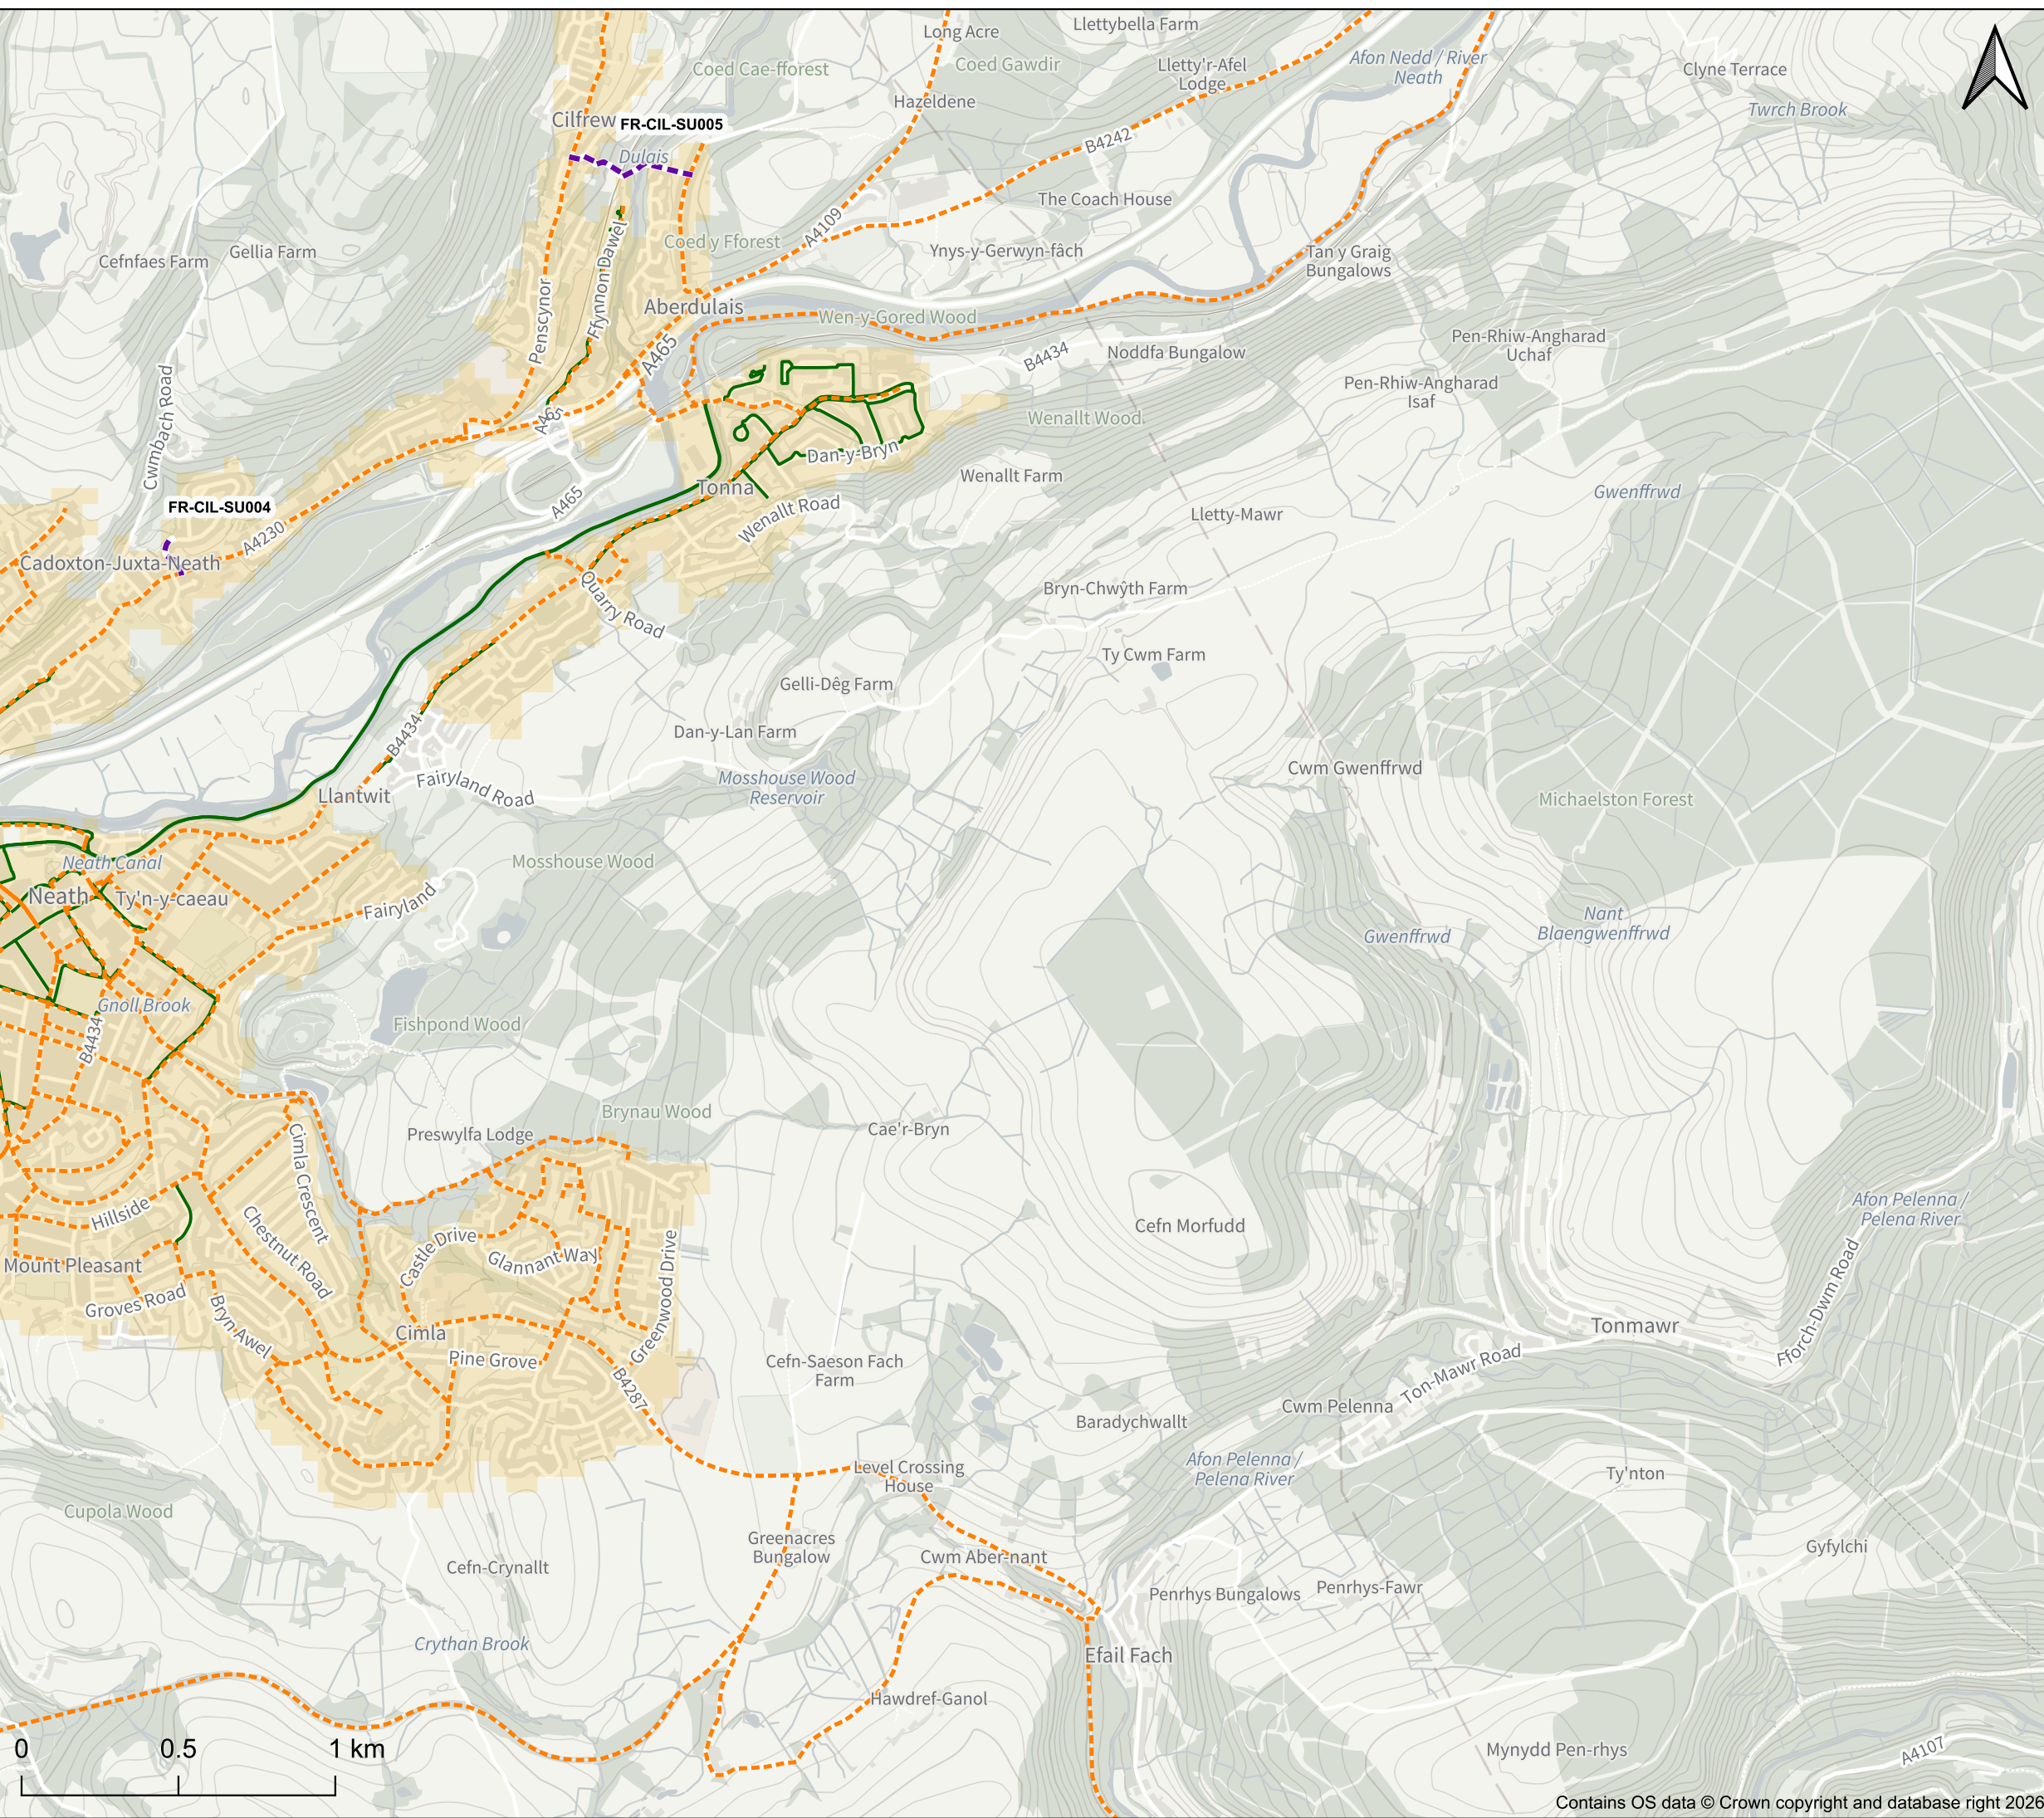 Long Acre
Llettybella Farm
Coed Cae-fforest
Coed Gawdir
Lletty'r-Afel
Lodge
Afon Nedd / River
Neath
Clyne Terrace
Twrch Brook
Hazeldene
Cilfrew
FR-CIL-SU005
Dulais
B4242
The Coach House
Cefnfaes Farm
Gellia Farm
Coed y Fforest
A4109
Ynys-y-Gerwyn-fâch
Tan y Graig
Bungalows
Penscynor
Ffynnon Dawel
Aberdulais
Wen-y-Gored Wood
A465
B4434
Noddfa Bungalow
Pen-Rhiw-Angharad
Uchaf
Pen-Rhiw-Angharad
Isaf
Cwmbach Road
A465
Wenallt Wood
Dan-y-Bryn
Tonna
Wenallt Farm
Gwenffrwd
A465
Wenallt Road
Lletty-Mawr
FR-CIL-SU004
A4230
Cadoxton-Juxta-Neath
Quarry Road
Bryn-Chwŷth Farm
Ty Cwm Farm
Gelli-Dêg Farm
B4434
Dan-y-Lan Farm
Fairyland Road
Mosshouse Wood
Reservoir
Cwm Gwenffrwd
Michaelston Forest
Llantwit
Neath Canal
Mosshouse Wood
Neath
Ty'n-y-caeau
Fairyland
Gwenffrwd
Nant
Blaengwenffrwd
Gnoll Brook
Fishpond Wood
B4434
Brynau Wood
Preswylfa Lodge
Cae'r-Bryn
Cimla Crescent
Hillside
Chestnut Road
Castle Drive
Glannant Way
Greenwood Drive
Cefn Morfudd
Afon Pelenna /
Pelena River
Mount Pleasant
Groves Road
Bryn Awel
Cimla
Pine Grove
B4287
Cefn-Saeson Fach
Farm
Tonmawr
Fforch-Dwm Road
Ton-Mawr Road
Cwm Pelenna
Baradychwallt
Afon Pelenna /
Pelena River
Level Crossing
House
Ty'nton
Cupola Wood
Greenacres
Bungalow
Cwm Aber-nant
Cefn-Crynallt
Penrhys Bungalows
Penrhys-Fawr
Gyfylchi
Crythan Brook
Efail Fach
Hawdref-Ganol
Mynydd Pen-rhys
A4107
0 0.5 1 km
Contains OS data © Crown copyright and database right 2026